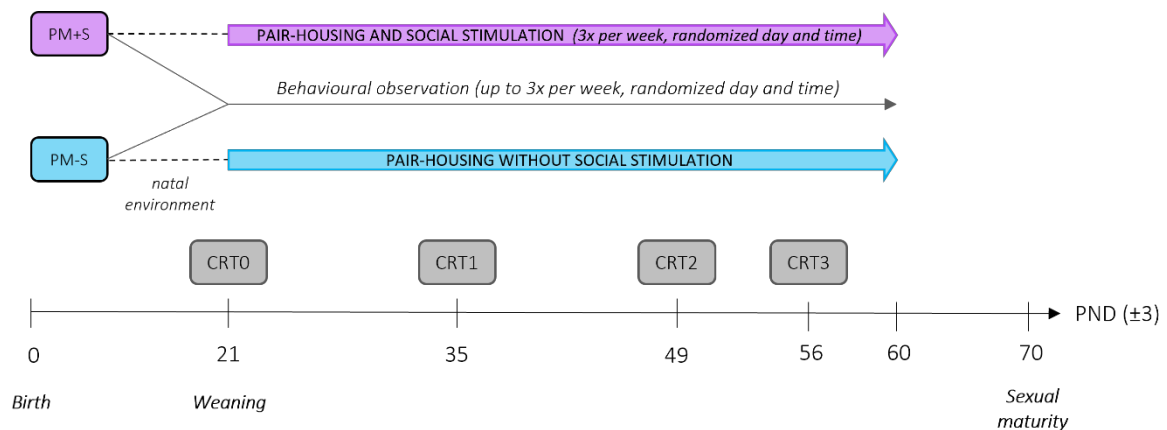 PM+S
PAIR-HOUSING AND SOCIAL STIMULATION (3x per week, randomized day and time)
Behavioural observation (up to 3x per week, randomized day and time)
PM-S
PAIR-HOUSING WITHOUT SOCIAL STIMULATION
natal
environment
CRT0
CRT1
CRT2
CRT3
PND (±3)
0
21
35
49
56
60
70
Birth
Weaning
Sexual
maturity